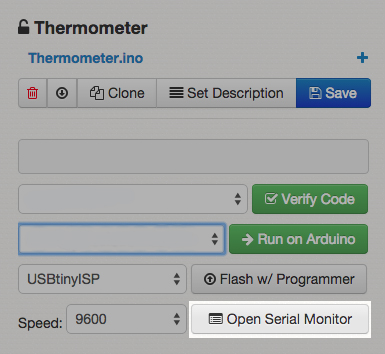 Thermometer
Thermometer.ino +
Clone Set Description Save
Verify Code
Run on Arduino
USBtinyISP Flash w/ Programmer
Speed: 9600 Open Serial Monitor